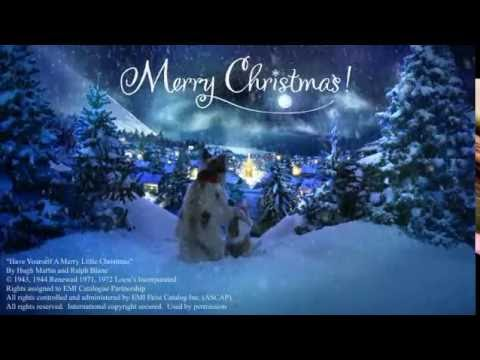 Merry Christmas!
"Have Yourself A Merry Little Christmas"
By Hugh Martin and Ralph Blane
© 1943, 1944 Renewed 1971, 1972 Loew's Incorporated
Rights assigned to EMI Catalogue Partnership
All rights controlled and administered by EMI Feist Catalog Inc. (ASCAP)
All rights reserved. International copyright secured. Used by permission